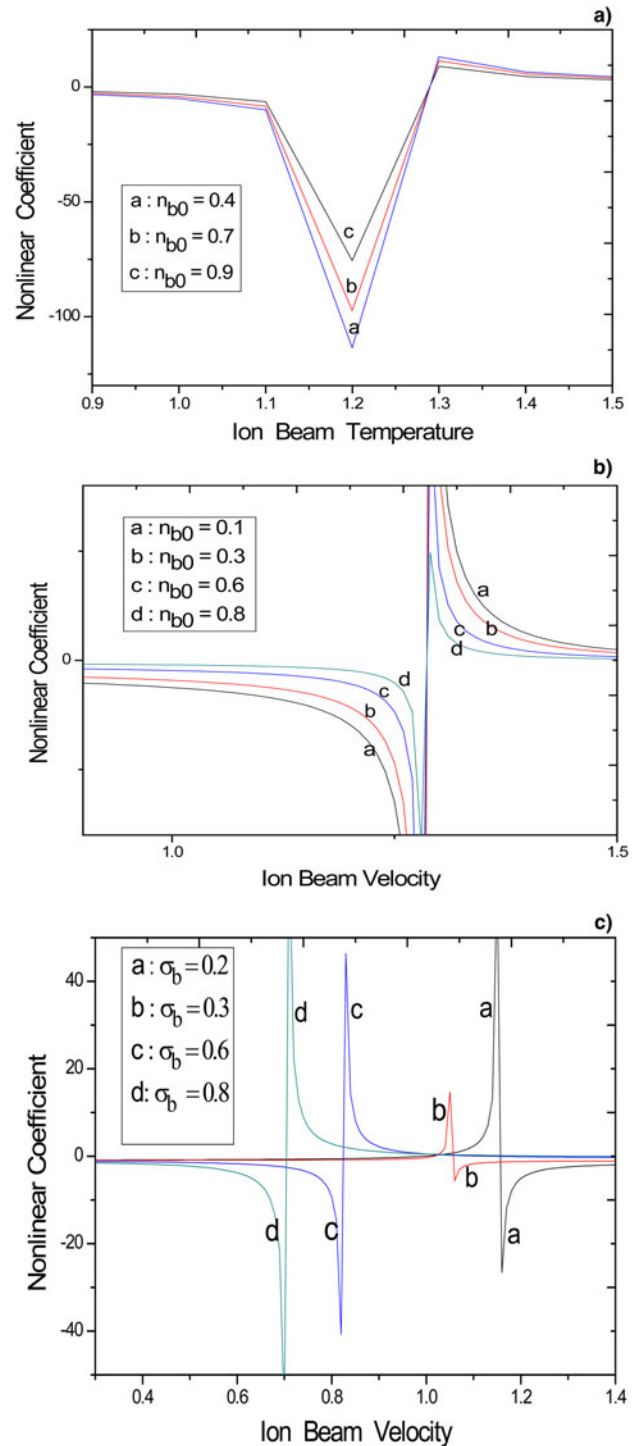 a)
0
-50
-100
Nonlinear Coefficient
a : n_b0 = 0.4
b : n_b0 = 0.7
c : n_b0 = 0.9
c
b
a
0.9 1.0 1.1 1.2 1.3 1.4 1.5
Ion Beam Temperature
b)
0
Nonlinear Coefficient
a : n_b0 = 0.1
b : n_b0 = 0.3
c : n_b0 = 0.6
d : n_b0 = 0.8
a
c b
d
d
c
b
a
1.0 1.5
Ion Beam Velocity
c)
40
20
0
-20
-40
Nonlinear Coefficient
a : σ_b = 0.2
b : σ_b = 0.3
c : σ_b = 0.6
d : σ_b = 0.8
d c a
b
d c b a
0.4 0.6 0.8 1.0 1.2 1.4
Ion Beam Velocity